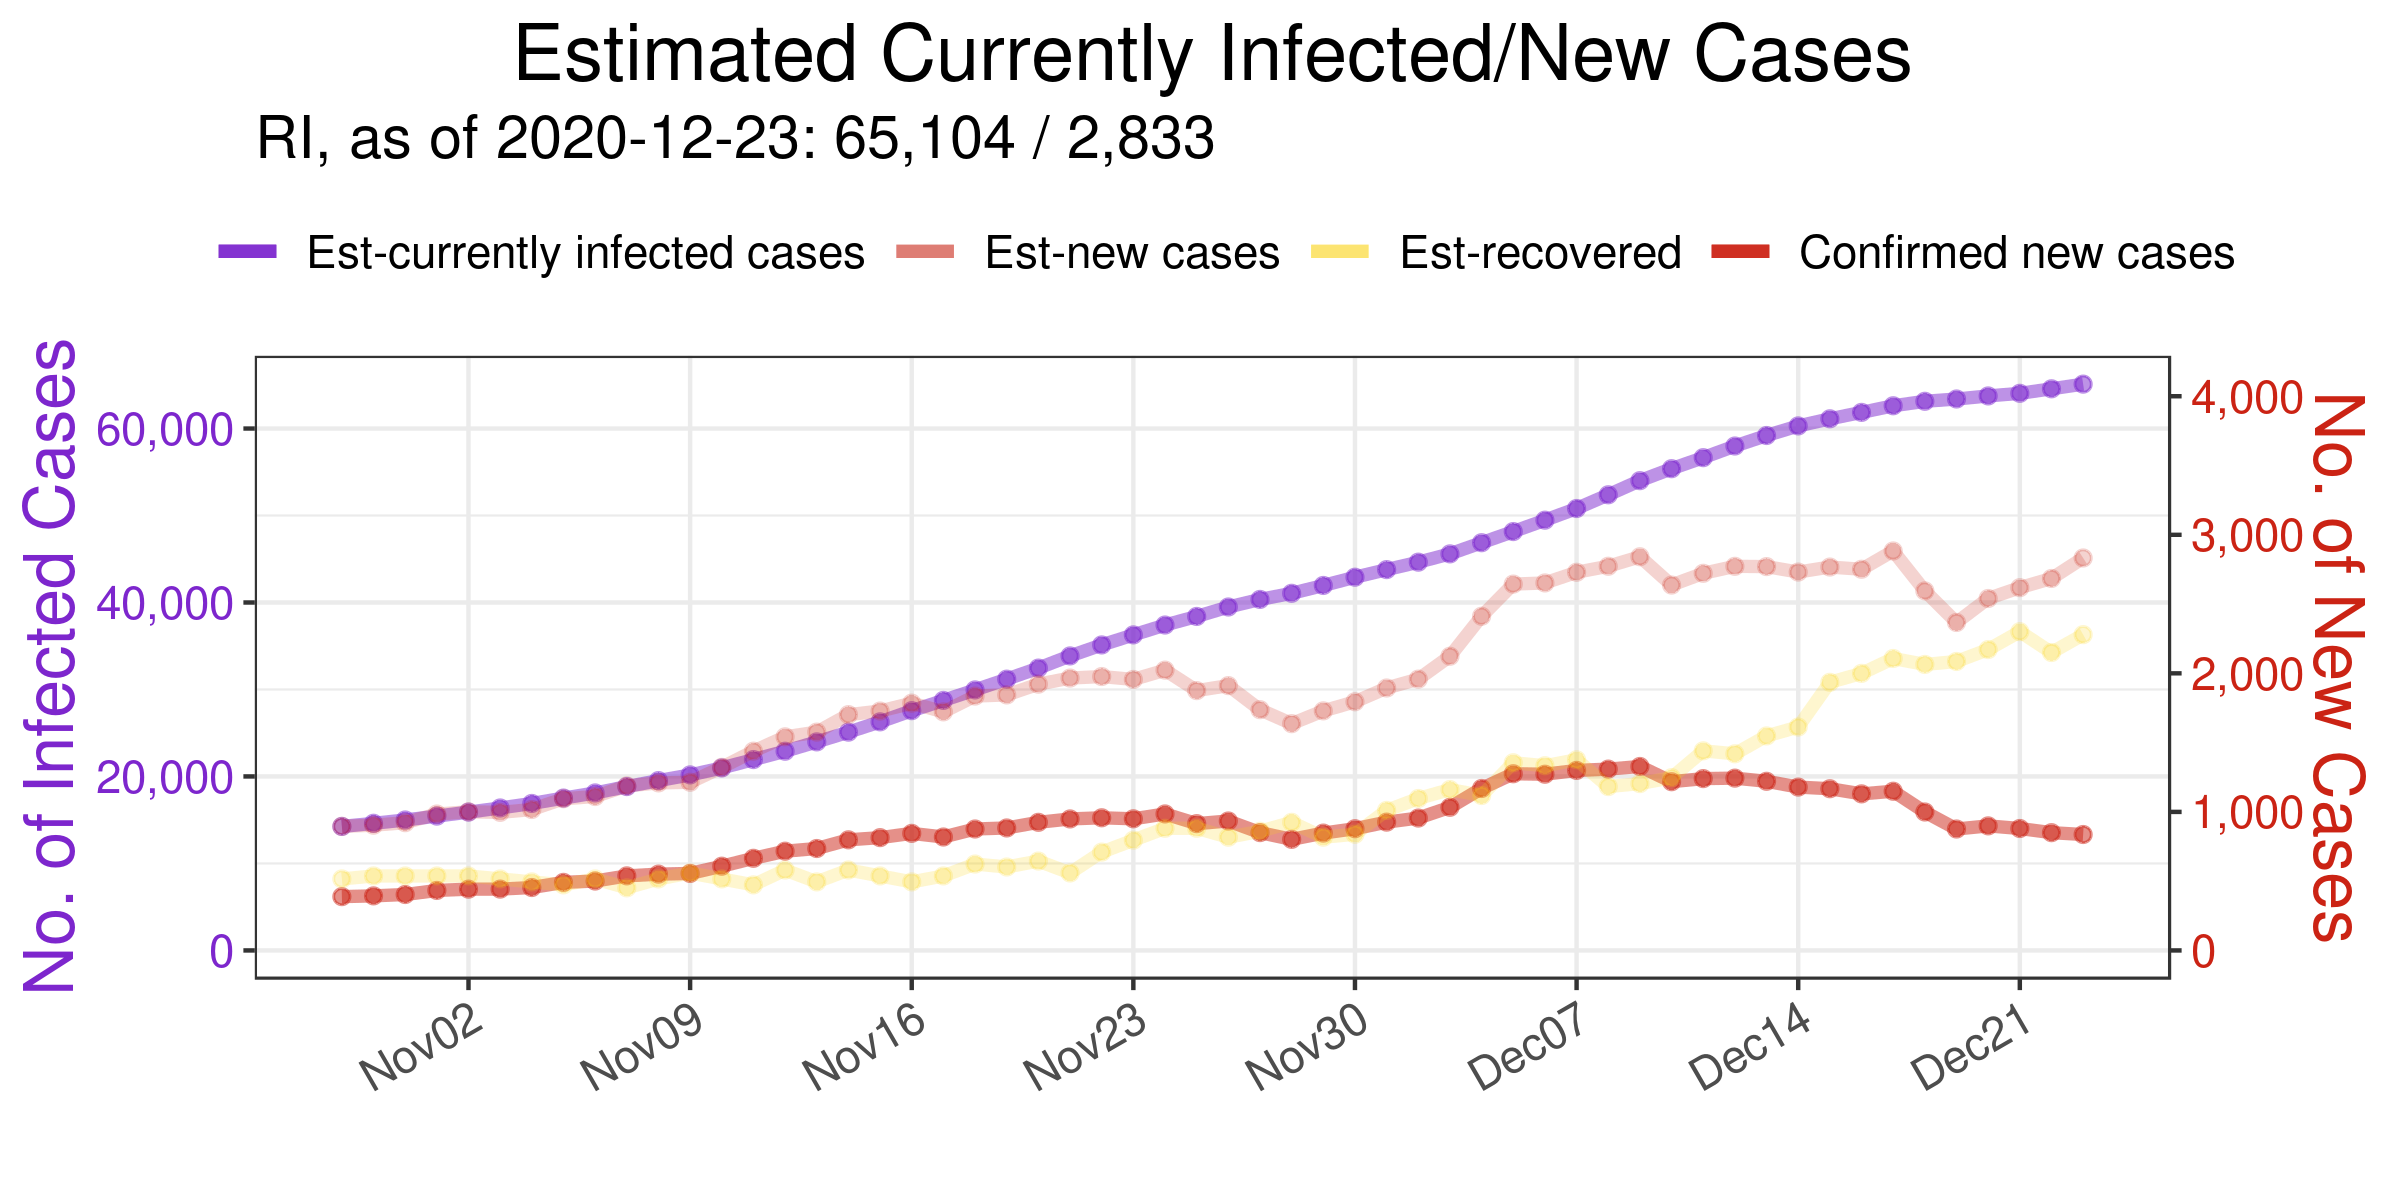 Estimated Currently Infected/New Cases
RI, as of 2020-12-23: 65,104 / 2,833
Est-currently infected cases Est-new cases Est-recovered Confirmed new cases
No. of Infected Cases
60,000
40,000
20,000
0
4,000
3,000
2,000
1,000
0
No. of New Cases
Nov02 Nov09 Nov16 Nov23 Nov30 Dec07 Dec14 Dec21